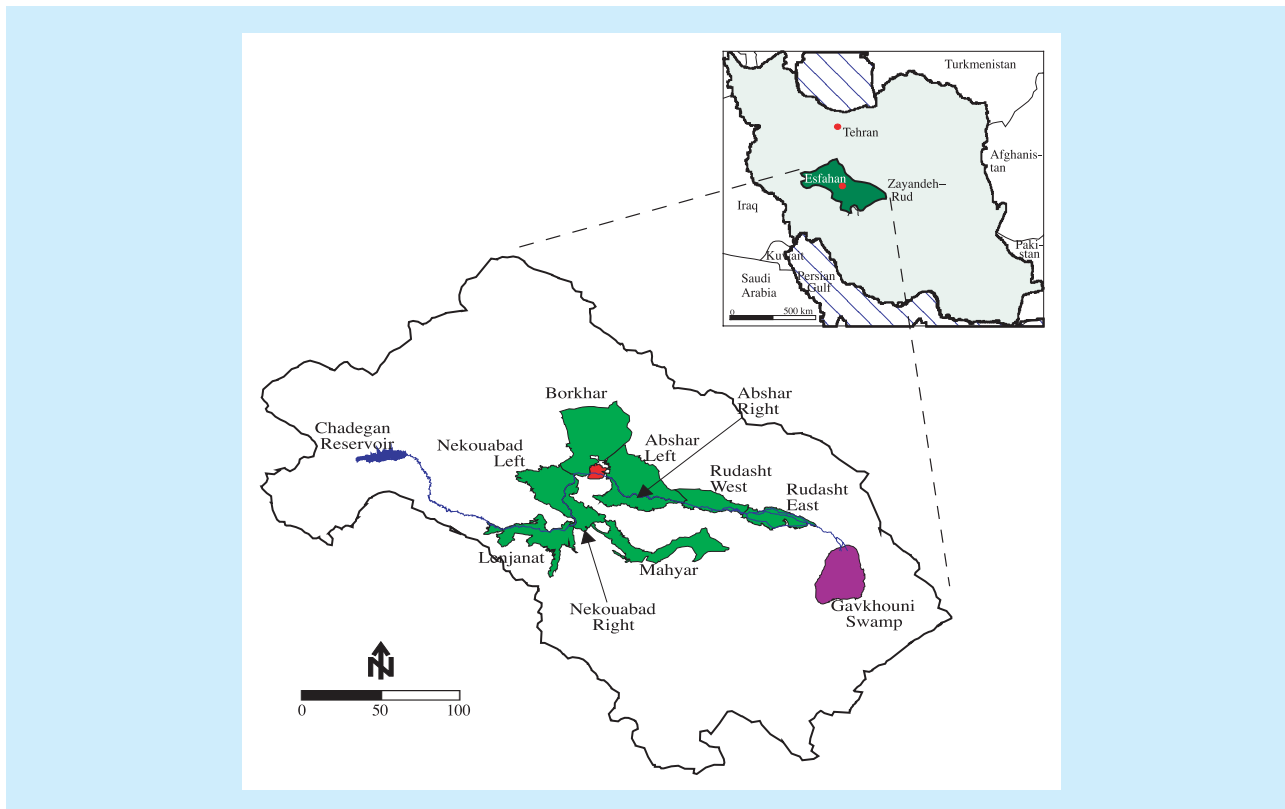 Turkmenistan
Tehran
Afghanis-
tan
Esfahan
Zayandeh–
Rud
Iraq
Paki-
stan
Kuwait
Saudi
Arabia
Persian
Gulf
0
500 km
Borkhar
Abshar
Right
Chadegan
Reservoir
Nekouabad
Left
Abshar
Left
Rudasht
West
Rudasht
East
Lenjanat
Mahyar
Nekouabad
Right
Gavkhouni
Swamp
N
0
50
100